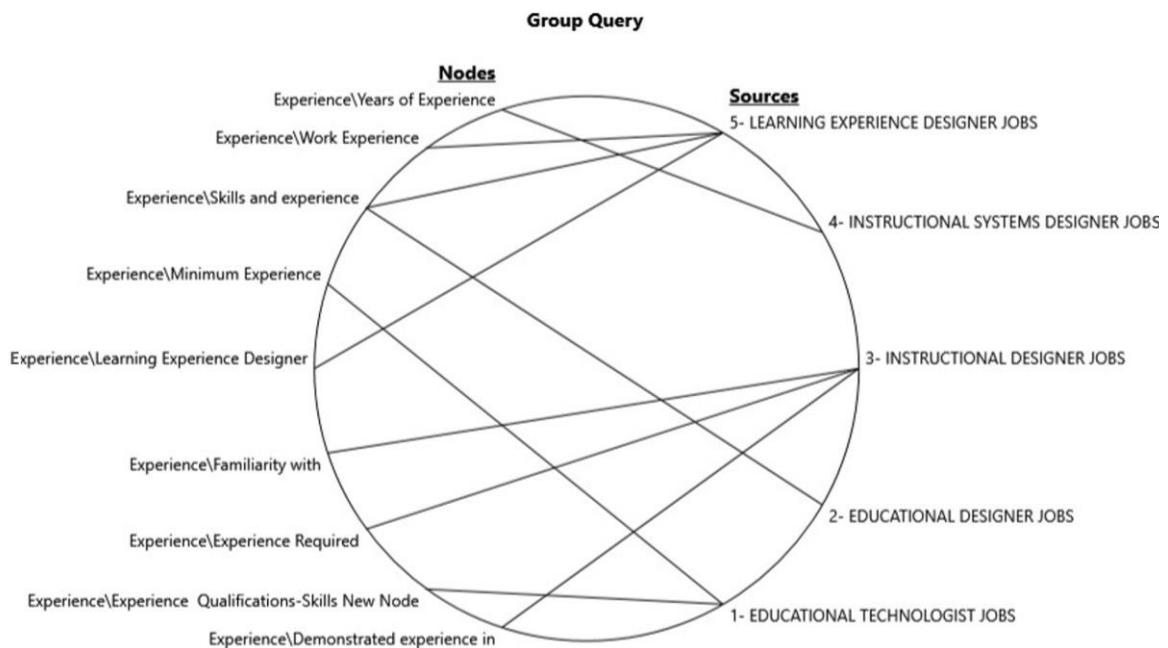 Group Query
Nodes
Experience\Years of Experience
Experience\Work Experience
Experience\Skills and experience
Experience\Minimum Experience
Experience\Learning Experience Designer
Experience\Familiarity with
Experience\Experience Required
Experience\Experience  Qualifications-Skills New Node
Experience\Demonstrated experience in
Sources
5- LEARNING EXPERIENCE DESIGNER JOBS
4- INSTRUCTIONAL SYSTEMS DESIGNER JOBS
3- INSTRUCTIONAL DESIGNER JOBS
2- EDUCATIONAL DESIGNER JOBS
1- EDUCATIONAL TECHNOLOGIST JOBS